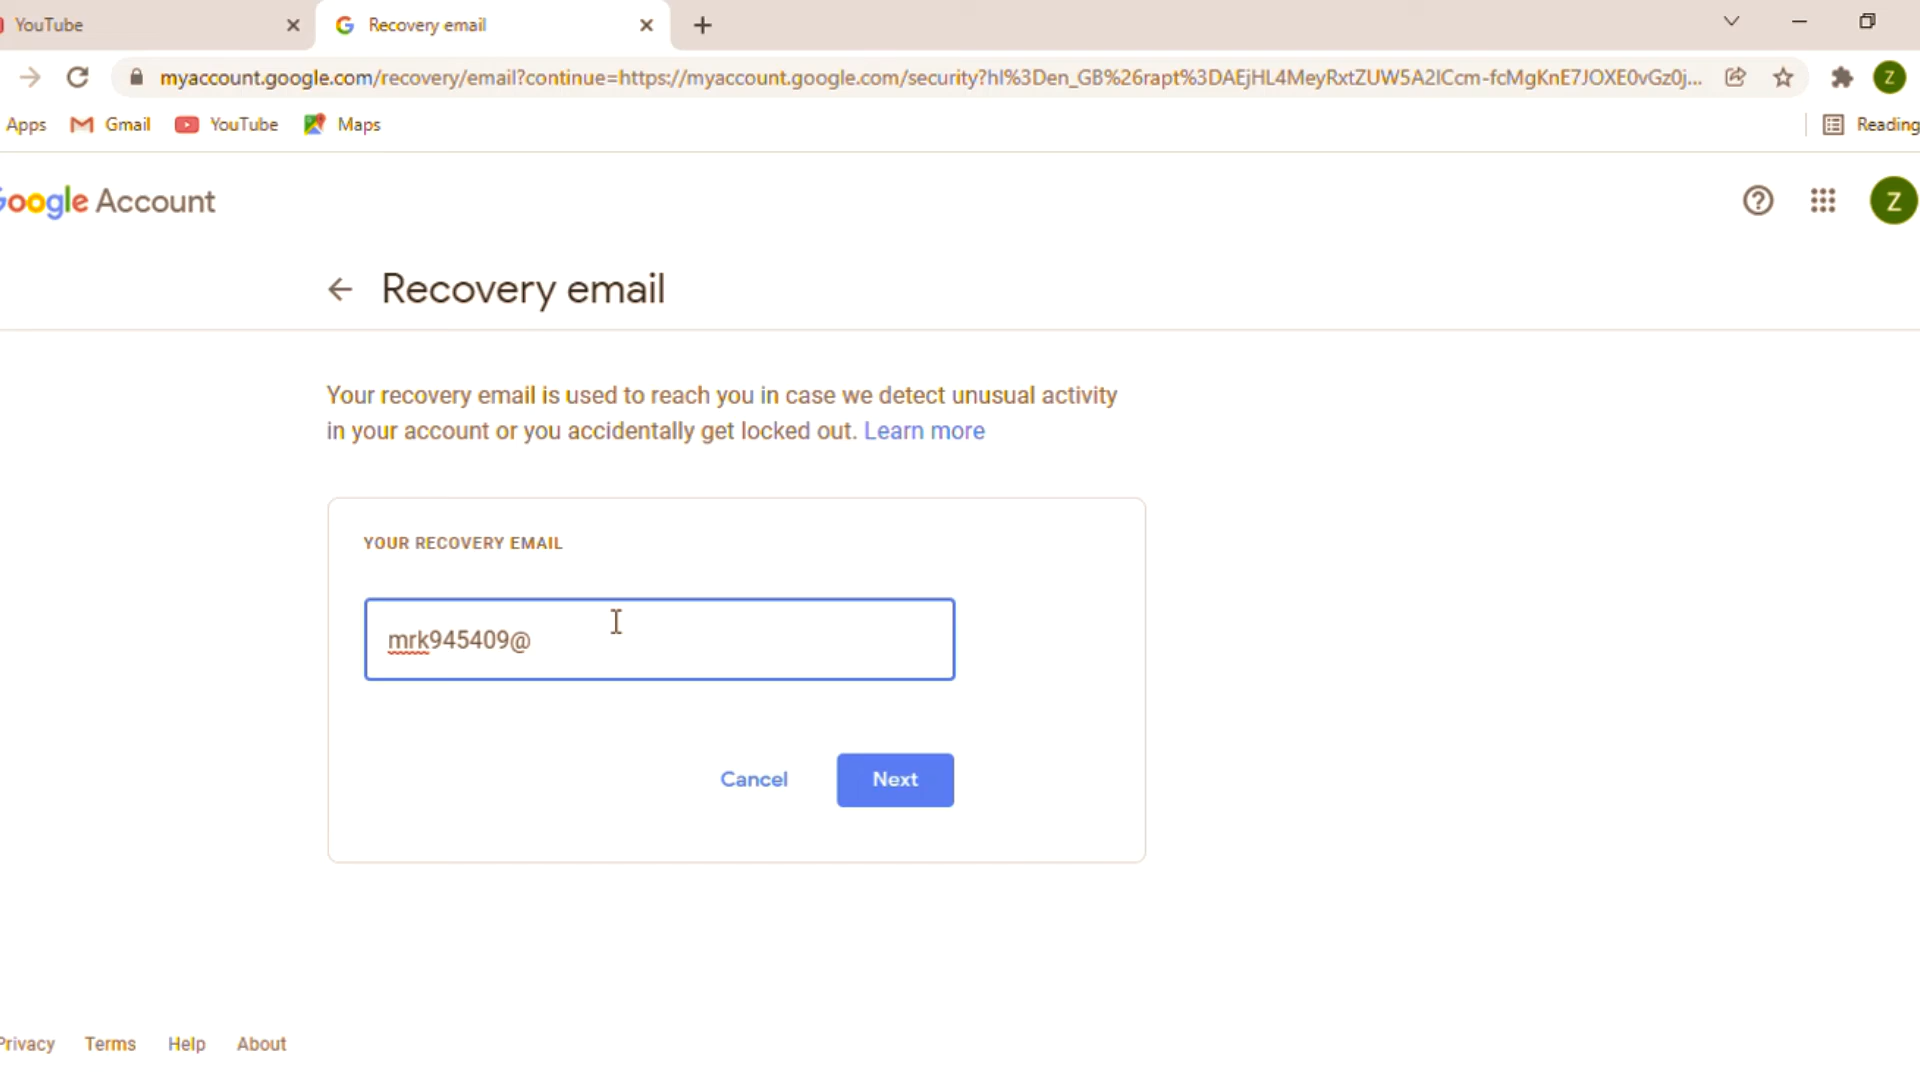 YouTube
Recovery email
myaccount.google.com/recovery/email?continue=https://myaccount.google.com/security?hl%3Den_GB%26rapt%3DAEjHL4MeyRxtZUW5A2ICcm-fcMgKnE7JOXE0vGz0j...
Z
Apps
Gmail
YouTube
Maps
Reading
Google Account
Z
Recovery email
Your recovery email is used to reach you in case we detect unusual activity
in your account or you accidentally get locked out. Learn more
YOUR RECOVERY EMAIL
mrk945409@
Cancel
Next
Privacy
Terms
Help
About